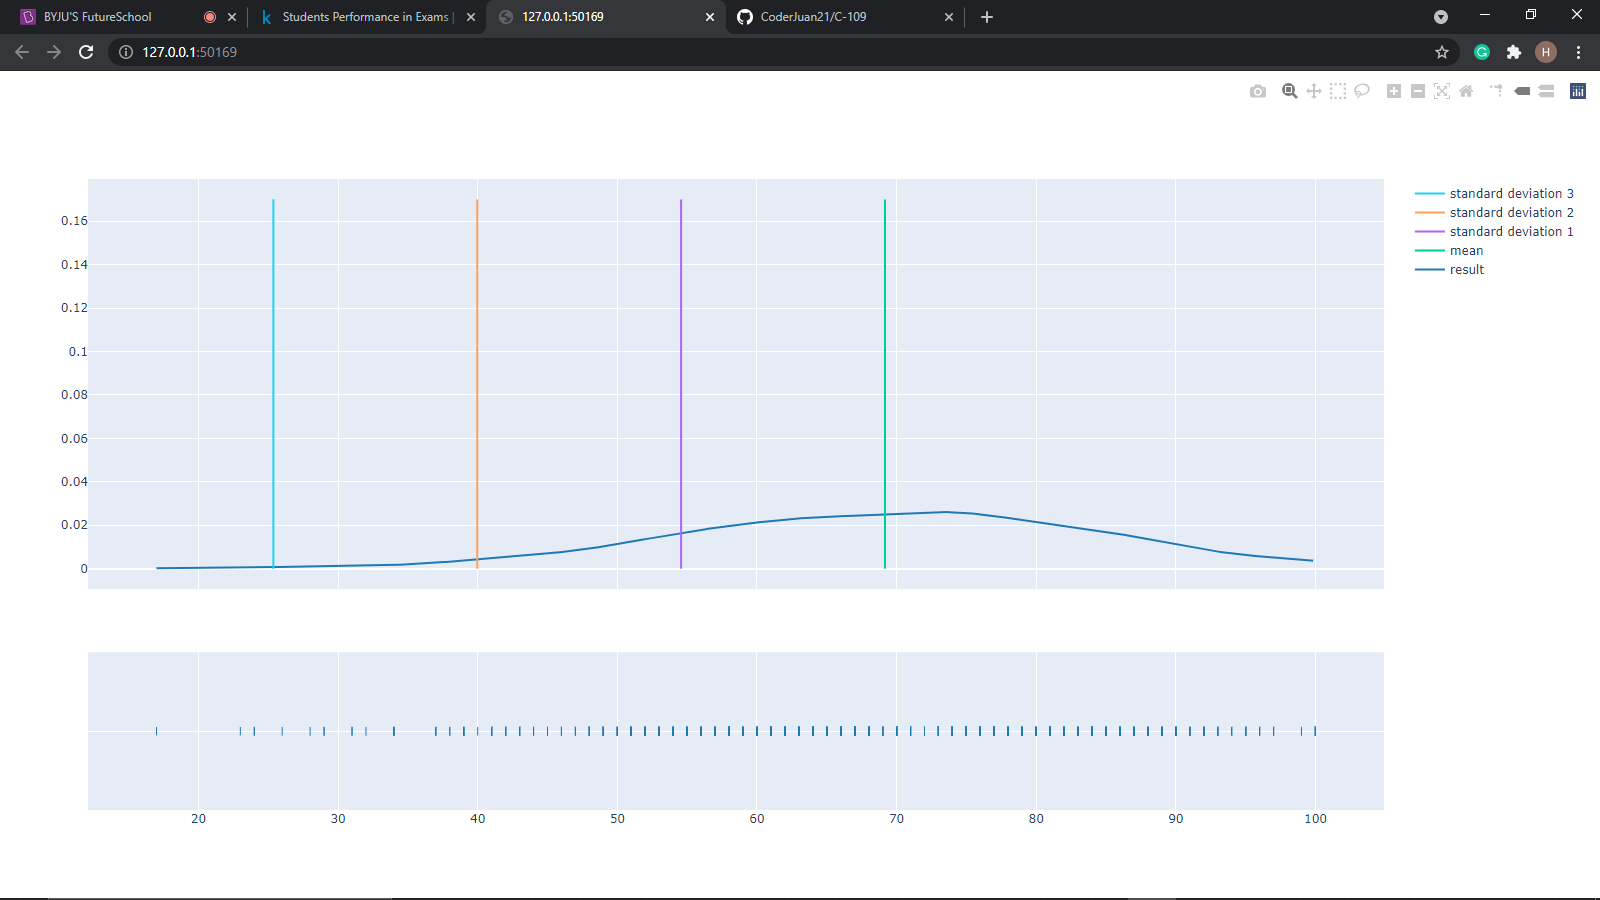 BYJU'S FutureSchool
Students Performance in Exams |
127.0.0.1:50169
CoderJuan21/C-109
127.0.0.1:50169
G
H
standard deviation 3
standard deviation 2
standard deviation 1
mean
result
0.16
0.14
0.12
0.1
0.08
0.06
0.04
0.02
0
20 30 40 50 60 70 80 90 100